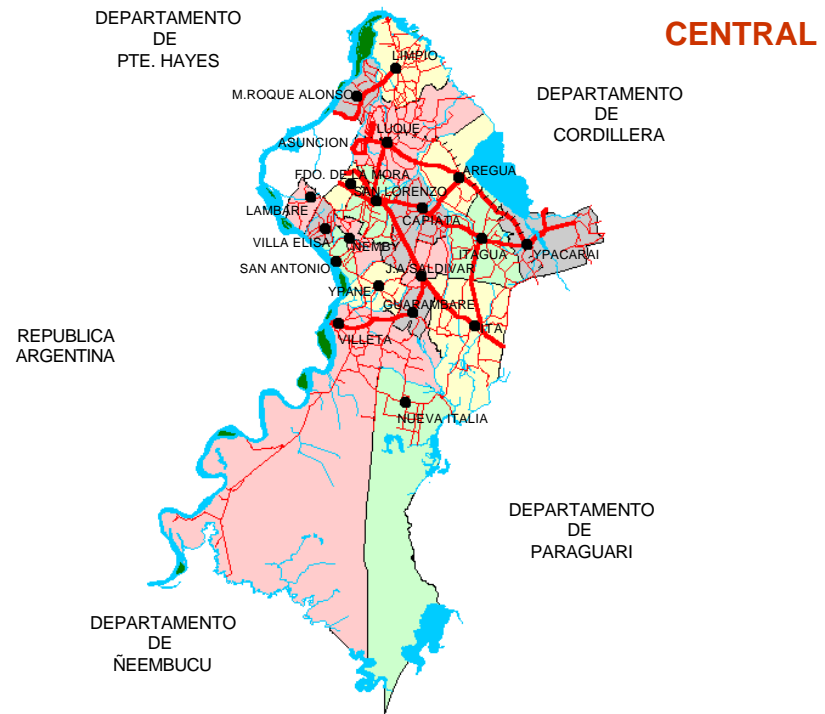 DEPARTAMENTO
DE
PTE. HAYES
CENTRAL
LIMPIO
M.ROQUE ALONSO
DEPARTAMENTO
DE
CORDILLERA
LUQUE
ASUNCION
AREGUA
FDO. DE LA MORA
SAN LORENZO
LAMBARE
CAPIATA
VILLA ELISA
ÑEMBY
ITAGUA
YPACARAI
SAN ANTONIO
J.A.SALDIVAR
YPANE
GUARAMBARE
REPUBLICA
ARGENTINA
VILLETA
ITA
NUEVA ITALIA
DEPARTAMENTO
DE
PARAGUARI
DEPARTAMENTO
DE
ÑEEMBUCU